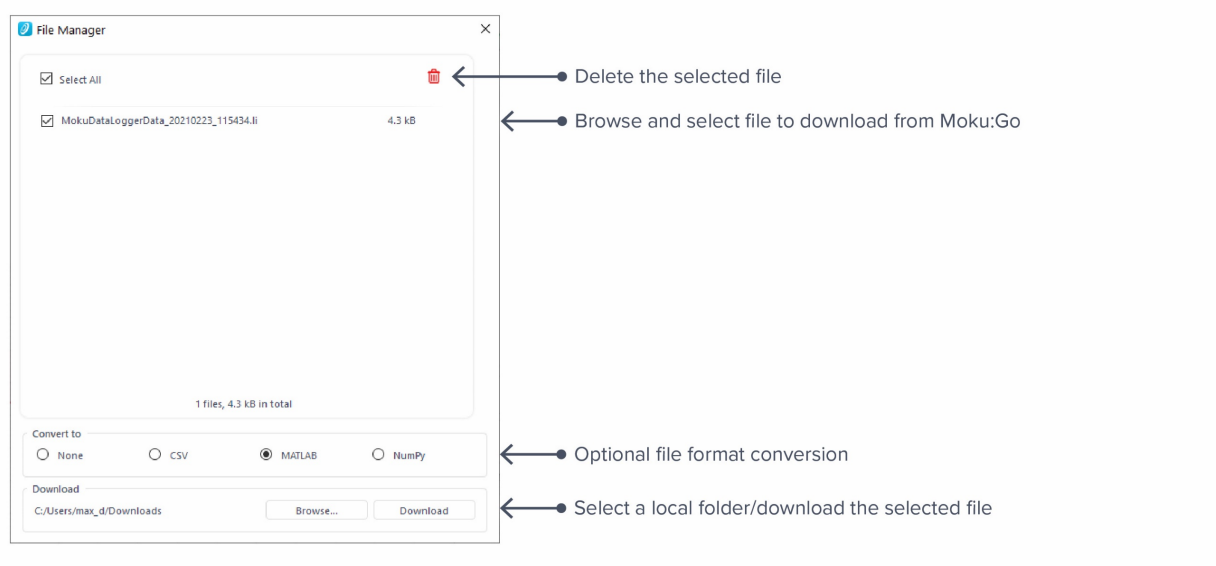 File Manager
Select All
Delete the selected file
MokuDataLoggerData_20210223_115434.li 4.3 kB
Browse and select file to download from Moku:Go
1 files, 4.3 kB in total
Convert to
None CSV MATLAB NumPy
Optional file format conversion
Download
C:/Users/max_d/Downloads Browse... Download
Select a local folder/download the selected file